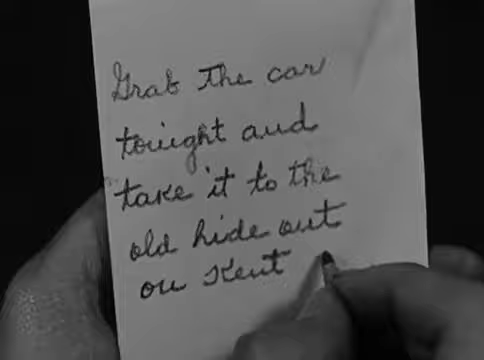 Grab the car
tonight and
take it to the
old hide out
on Kent